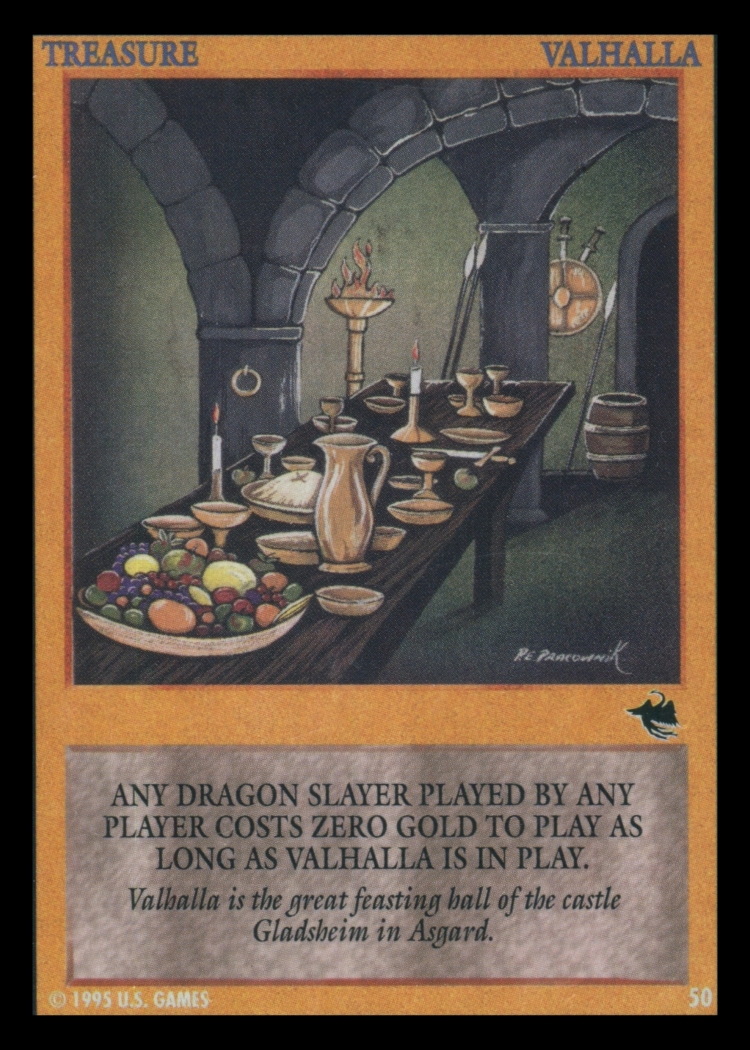 TREASURE VALHALLA
P.E. PRACOWNIK
ANY DRAGON SLAYER PLAYED BY ANY
PLAYER COSTS ZERO GOLD TO PLAY AS
LONG AS VALHALLA IS IN PLAY.
Valhalla is the great feasting hall of the castle
Gladsheim in Asgard.
© 1995 U.S. GAMES 50